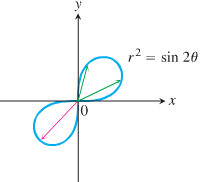 y
r² = sin 2θ
x
0